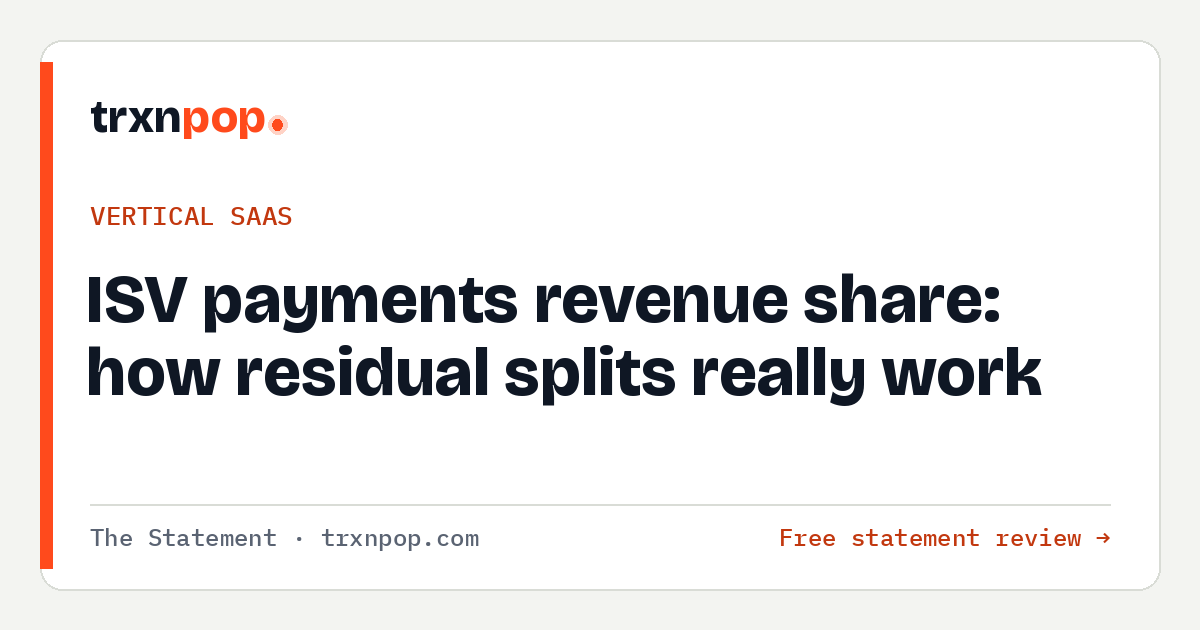 trxnpop
VERTICAL SAAS
ISV payments revenue share:
how residual splits really work
The Statement · trxnpop.com
Free statement review →